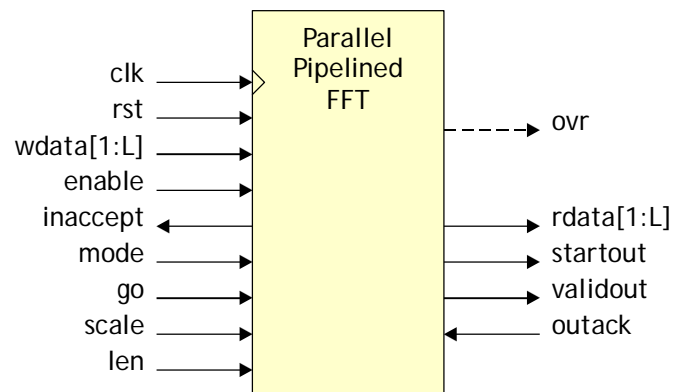 Parallel
Pipelined
FFT
clk
rst
wdata[1:L]
enable
inaccept
mode
go
scale
len
ovr
rdata[1:L]
startout
validout
outack